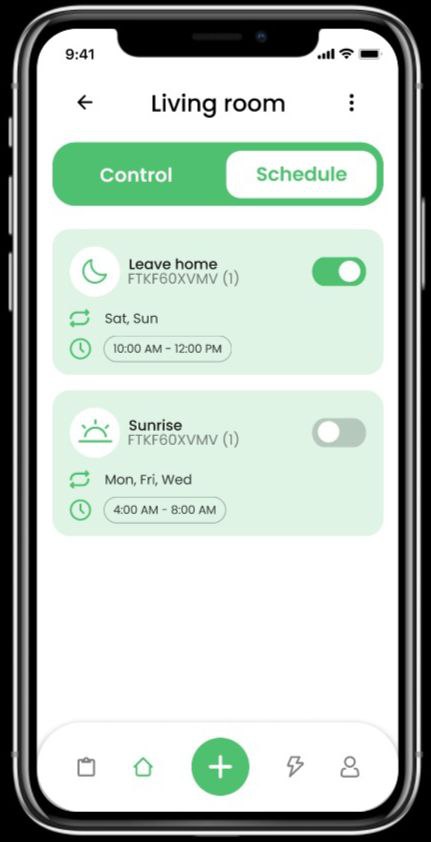 9:41
Living room
Control
Schedule
Leave home
FTKF60XVMV (1)
Sat, Sun
10:00 AM - 12:00 PM
Sunrise
FTKF60XVMV (1)
Mon, Fri, Wed
4:00 AM - 8:00 AM